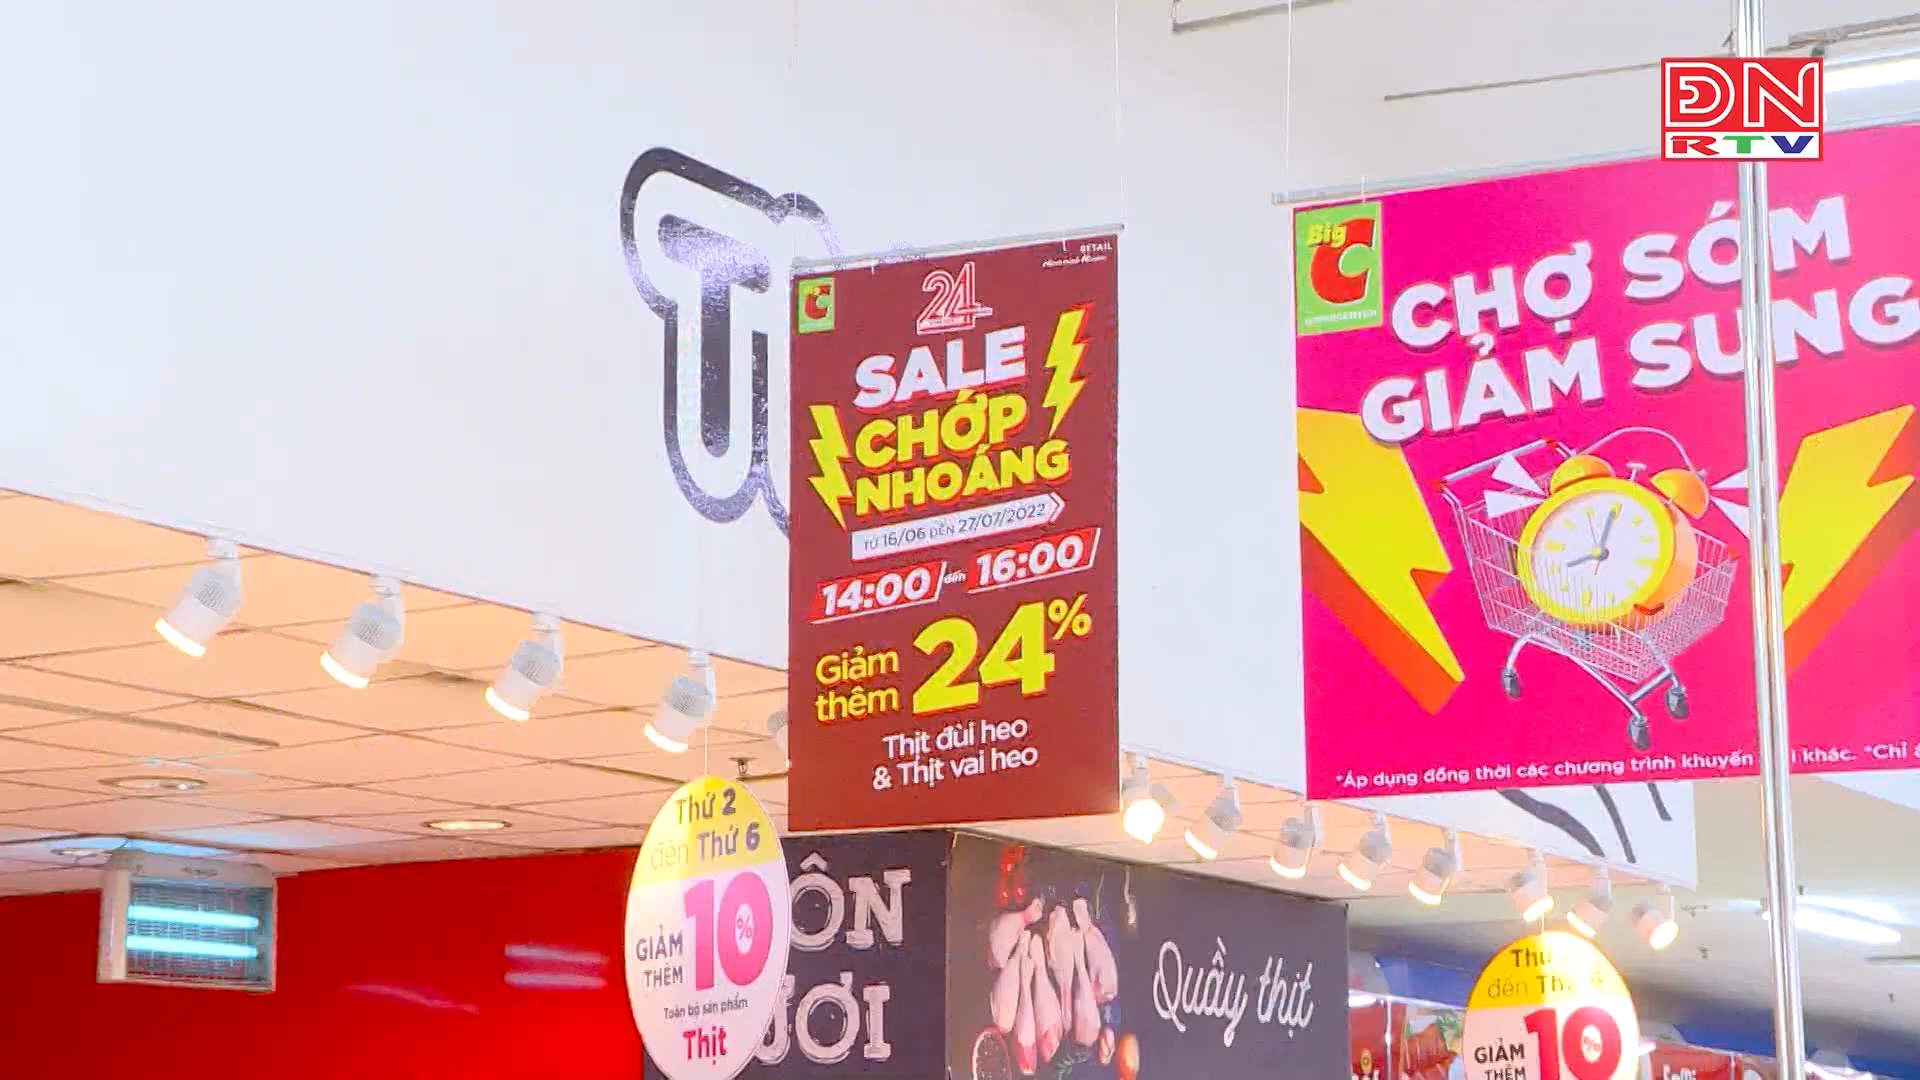 ĐN
RTV
Big
C
24
SALE
CHỚP
NHOÁNG
TỪ 16/06 ĐẾN 27/07/2022
14:00 đến 16:00
Giảm
thêm 24%
Thịt đùi heo
& Thịt vai heo
RETAIL
Big
C
CHỢ SỚM
GIẢM SUNG
*Áp dụng đồng thời các chương trình khuyến khác. *Chỉ
Thứ 2
đến Thứ 6
GIẢM
THÊM 10%
Toàn bộ sản phẩm
Thịt
ÔN
ƯƠI
Quầy thịt
đến
GIẢM
THÊM 10%